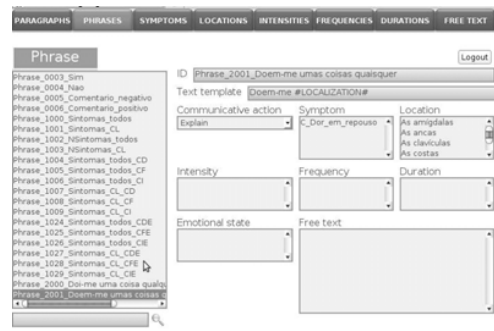 PARAGRAPHS PHRASES SYMPTOMS LOCATIONS INTENSITIES FREQUENCIES DURATIONS FREE TEXT
Phrase
Logout
Phrase_0003_Sim
Phrase_0004_Nao
Phrase_0005_Comentario_negativo
Phrase_0006_Comentario_positivo
Phrase_1000_Sintomas_todos
Phrase_1001_Sintomas_CL
Phrase_1002_NSintomas_todos
Phrase_1003_NSintomas_CL
Phrase_1004_Sintomas_todos_CD
Phrase_1005_Sintomas_todos_CF
Phrase_1006_Sintomas_todos_CI
Phrase_1007_Sintomas_CL_CD
Phrase_1008_Sintomas_CL_CF
Phrase_1009_Sintomas_CL_CI
Phrase_1024_Sintomas_todos_CDE
Phrase_1025_Sintomas_todos_CFE
Phrase_1026_Sintomas_todos_CIE
Phrase_1027_Sintomas_CL_CDE
Phrase_1028_Sintomas_CL_CFE
Phrase_1029_Sintomas_CL_CIE
Phrase_2000_Doi-me uma coisa qualqu
Phrase_2001_Doem-me umas coisas q
ID Phrase_2001_Doem-me umas coisas quaisquer
Text template Doem-me #LOCALIZATION#
Communicative action Symptom Location
Explain C_Dor_em_repouso As amigdalas
As ancas
As claviculas
As costas
Intensity Frequency Duration
Emotional state Free text